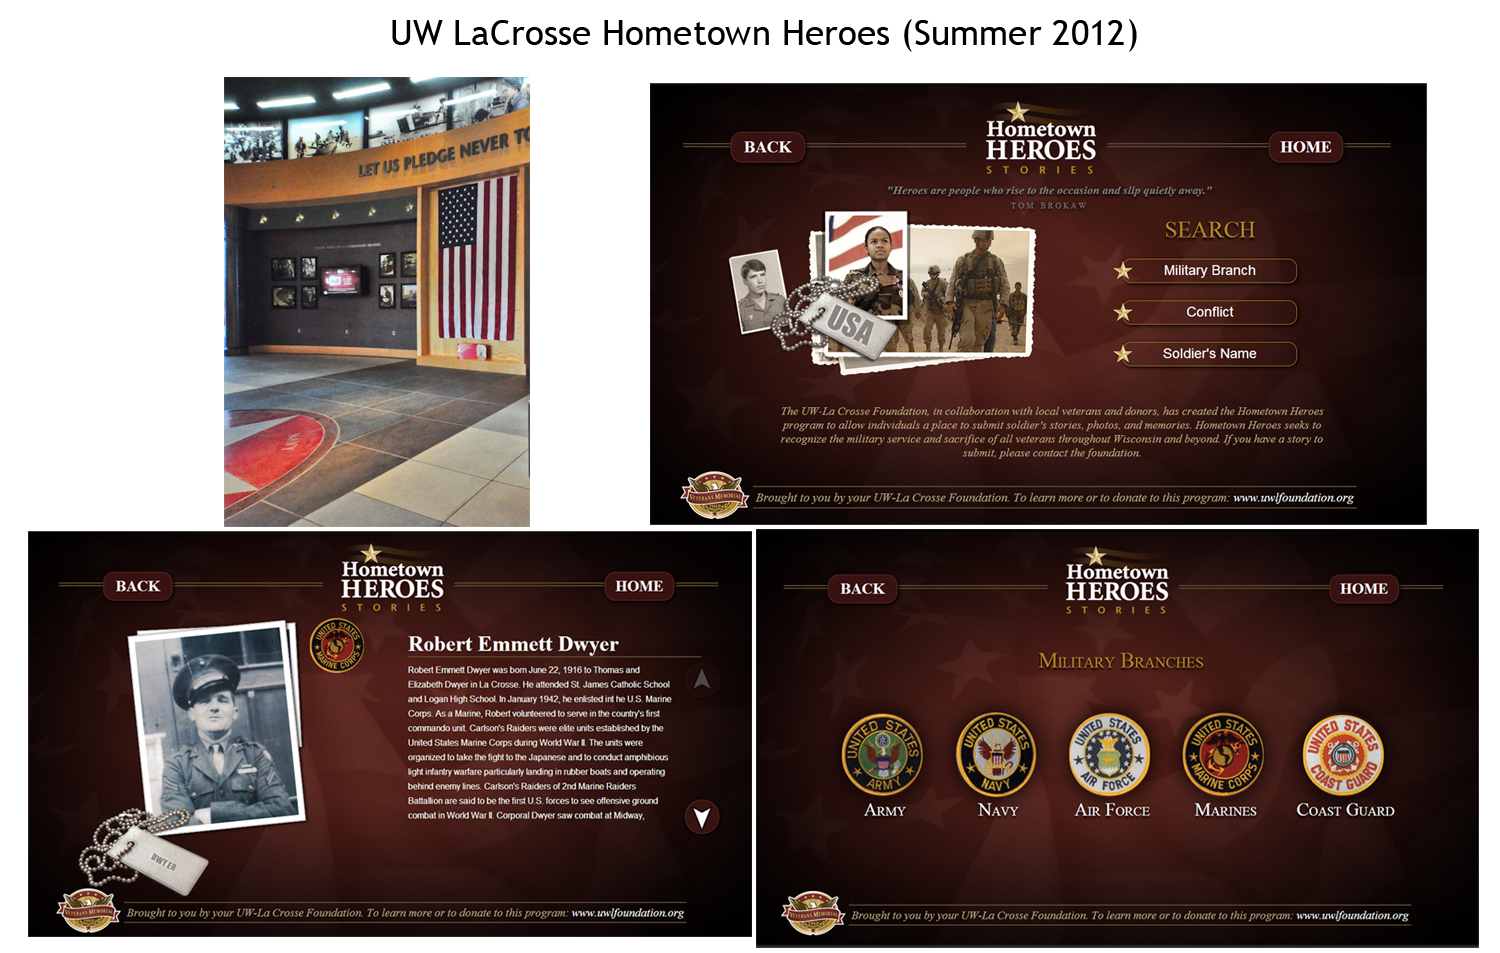 UW LaCrosse Hometown Heroes (Summer 2012)
LET US PLEDGE NEVER TO
BACK
Hometown
HEROES
STORIES
HOME
"Heroes are people who rise to the occasion and slip quietly away."
TOM BROKAW
USA
SEARCH
Military Branch
Conflict
Soldier's Name
The UW-La Crosse Foundation, in collaboration with local veterans and donors, has created the Hometown Heroes
program to allow individuals a place to submit soldier's stories, photos, and memories. Hometown Heroes seeks to
recognize the military service and sacrifice of all veterans throughout Wisconsin and beyond. If you have a story to
submit, please contact the foundation.
VETERANS MEMORIAL
Brought to you by your UW-La Crosse Foundation. To learn more or to donate to this program: www.uwlfoundation.org
BACK
Hometown
HEROES
STORIES
HOME
UNITED STATES
MARINE CORPS
Robert Emmett Dwyer
Robert Emmett Dwyer was born June 22, 1916 to Thomas and
Elizabeth Dwyer in La Crosse. He attended St. James Catholic School
and Logan High School. In January 1942, he enlisted int he U.S. Marine
Corps. As a Marine, Robert volunteered to serve in the country's first
commando unit. Carlson's Raiders were elite units established by the
United States Marine Corps during World War II. The units were
organized to take the fight to the Japanese and to conduct amphibious
light infantry warfare particularly landing in rubber boats and operating
behind enemy lines. Carlson's Raiders of 2nd Marine Raiders
Battallion are said to be the first U.S. forces to see offensive ground
combat in World War II. Corporal Dwyer saw combat at Midway,
DWYER
VETERANS MEMORIAL
Brought to you by your UW-La Crosse Foundation. To learn more or to donate to this program: www.uwlfoundation.org
BACK
Hometown
HEROES
STORIES
HOME
MILITARY BRANCHES
UNITED STATES ARMY
UNITED STATES NAVY
UNITED STATES AIR FORCE
UNITED STATES MARINE CORPS
UNITED STATES COAST GUARD
ARMY
NAVY
AIR FORCE
MARINES
COAST GUARD
VETERANS MEMORIAL
Brought to you by your UW-La Crosse Foundation. To learn more or to donate to this program: www.uwlfoundation.org